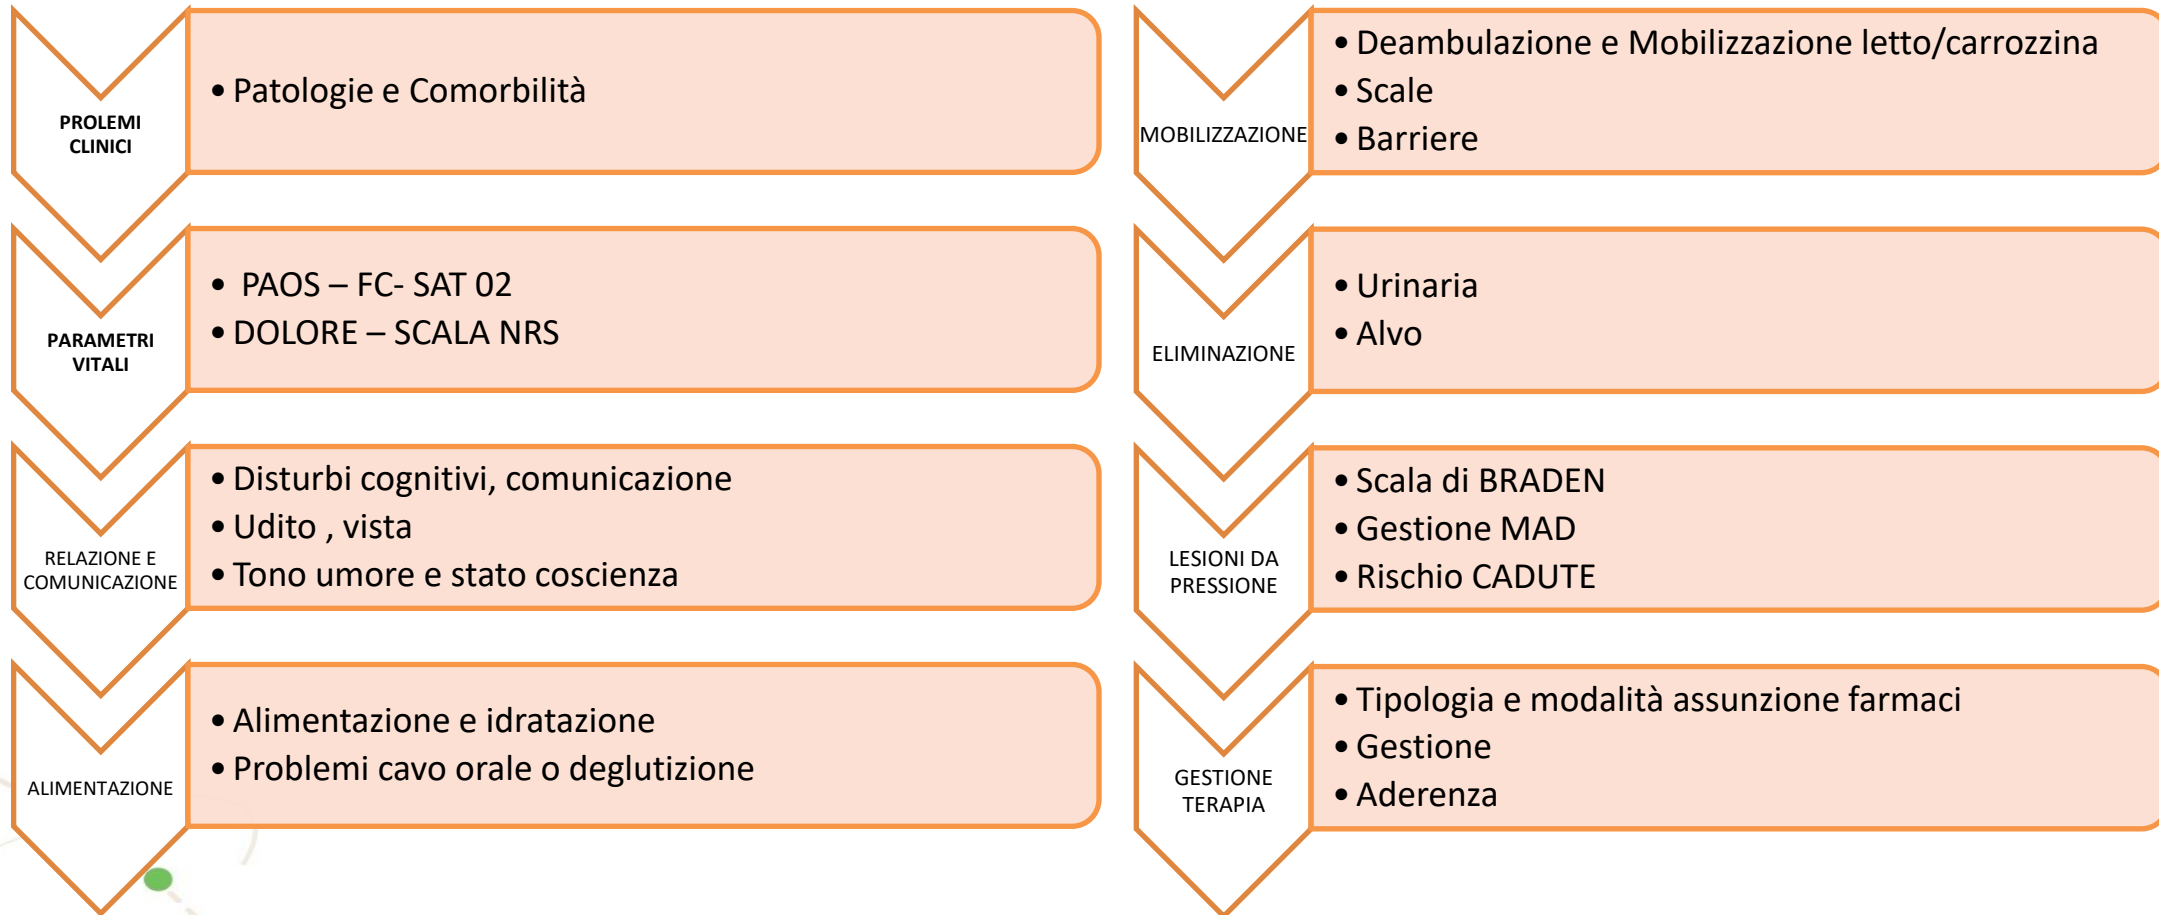 PROLEMI
CLINICI
• Patologie e Comorbilità
PARAMETRI
VITALI
• PAOS – FC- SAT 02
• DOLORE – SCALA NRS
RELAZIONE E
COMUNICAZIONE
• Disturbi cognitivi, comunicazione
• Udito , vista
• Tono umore e stato coscienza
ALIMENTAZIONE
• Alimentazione e idratazione
• Problemi cavo orale o deglutizione
MOBILIZZAZIONE
• Deambulazione e Mobilizzazione letto/carrozzina
• Scale
• Barriere
ELIMINAZIONE
• Urinaria
• Alvo
LESIONI DA
PRESSIONE
• Scala di BRADEN
• Gestione MAD
• Rischio CADUTE
GESTIONE
TERAPIA
• Tipologia e modalità assunzione farmaci
• Gestione
• Aderenza